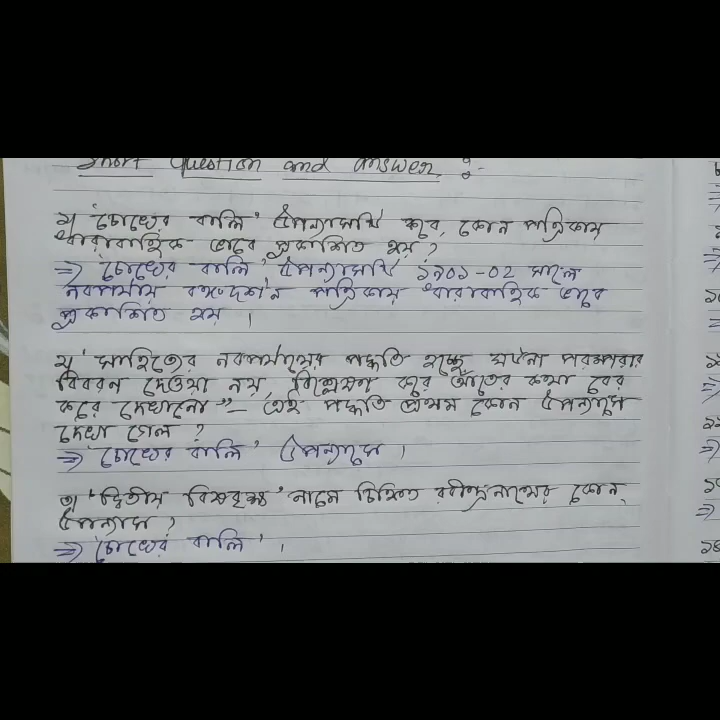 Short Question and Answer :-
১) 'চোখের বালি' উপন্যাসটি কবে, কোন পত্রিকায়
ধারাবাহিক ভাবে প্রকাশিত হয় ?
⇒ 'চোখের বালি' উপন্যাসটি ১৯০১-০২ সালে
নবপর্যায় বঙ্গদর্শন পত্রিকায় ধারাবাহিক ভাবে
প্রকাশিত হয় ।
২) "সাহিত্যের নবপর্যায়ের পদ্ধতি হচ্ছে ঘটনা পরম্পরার
বিবরণ দেওয়া নয়, বিশ্লেষণ করে আঁতের কথা বের
করে দেখানো" – এই পদ্ধতি প্রথম কোন উপন্যাসে
দেখা গেল ?
⇒ 'চোখের বালি' উপন্যাসে ।
৩) 'দ্বিতীয় বিষবৃক্ষ' নামে চিহ্নিত রবীন্দ্রনাথের কোন্
উপন্যাস ?
⇒ 'চোখের বালি' ।